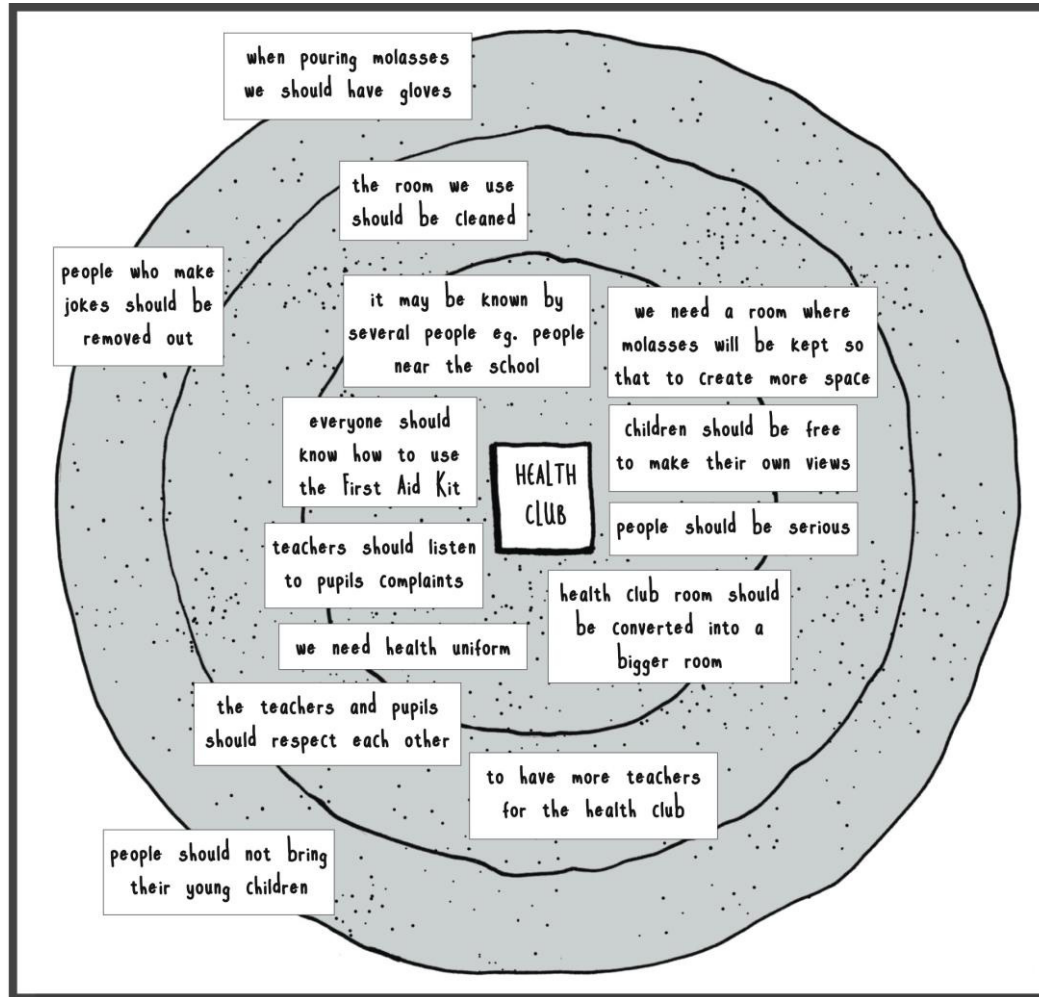 when pouring molasses
we should have gloves
the room we use
should be cleaned
people who make
jokes should be
removed out
it may be known by
several people eg. people
near the school
we need a room where
molasses will be kept so
that to create more space
everyone should
know how to use
the First Aid Kit
HEALTH
CLUB
children should be free
to make their own views
people should be serious
teachers should listen
to pupils complaints
health club room should
be converted into a
bigger room
we need health uniform
the teachers and pupils
should respect each other
to have more teachers
for the health club
people should not bring
their young children